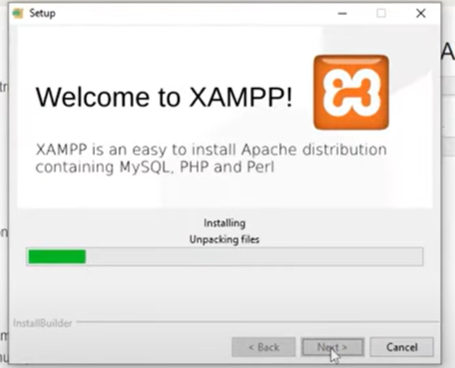 Setup
Welcome to XAMPP!
XAMPP is an easy to install Apache distribution
containing MySQL, PHP and Perl
Installing
Unpacking files
InstallBuilder
< Back
Next >
Cancel